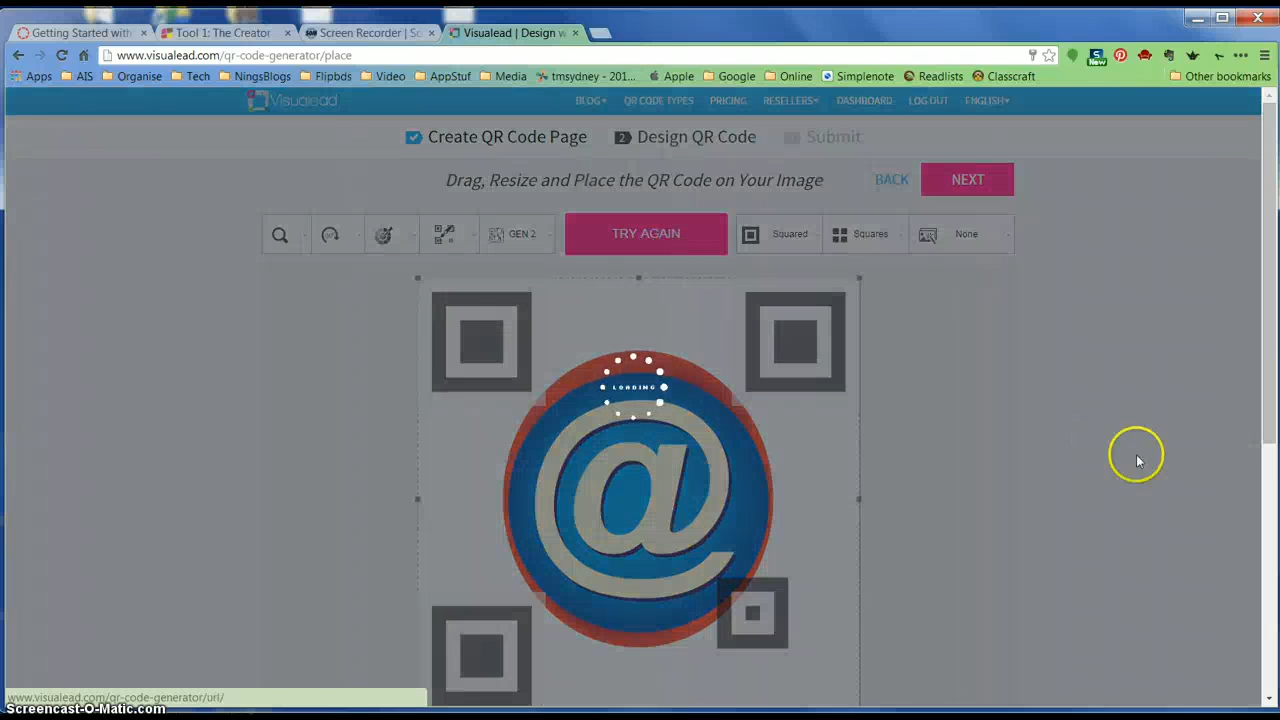 Getting Started with
Tool 1: The Creator
Screen Recorder | Sc
Visualead | Design w
www.visualead.com/qr-code-generator/place
New
Apps AIS Organise Tech NingsBlogs Flipbds Video AppStuf Media tmsydney - 201... Apple Google Online Simplenote Readlists Classcraft Other bookmarks
Visualead BLOG QR CODE TYPES PRICING RESELLERS DASHBOARD LOG OUT ENGLISH
Create QR Code Page 2 Design QR Code Submit
Drag, Resize and Place the QR Code on Your Image BACK NEXT
GEN 2 TRY AGAIN Squared Squares None
LOADING
@
www.visualead.com/qr-code-generator/url/
Screencast-O-Matic.com